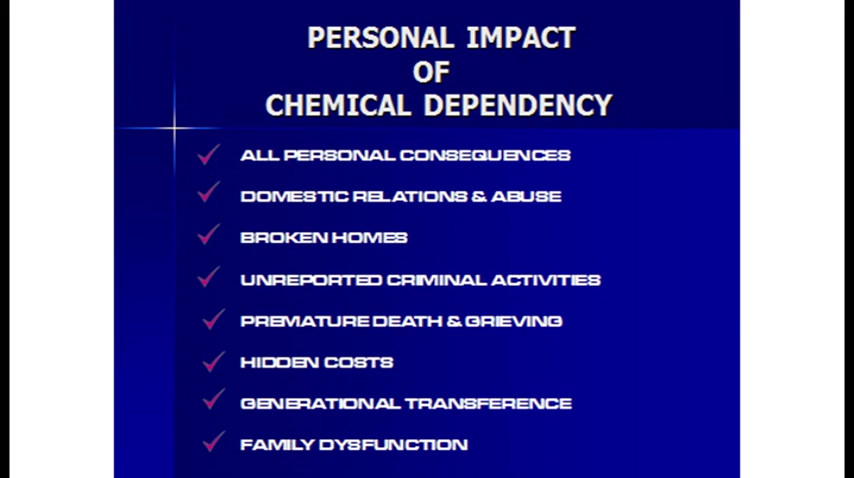 PERSONAL IMPACT
OF
CHEMICAL DEPENDENCY
ALL PERSONAL CONSEQUENCES
DOMESTIC RELATIONS & ABUSE
BROKEN HOMES
UNREPORTED CRIMINAL ACTIVITIES
PREMATURE DEATH & GRIEVING
HIDDEN COSTS
GENERATIONAL TRANSFERENCE
FAMILY DYSFUNCTION